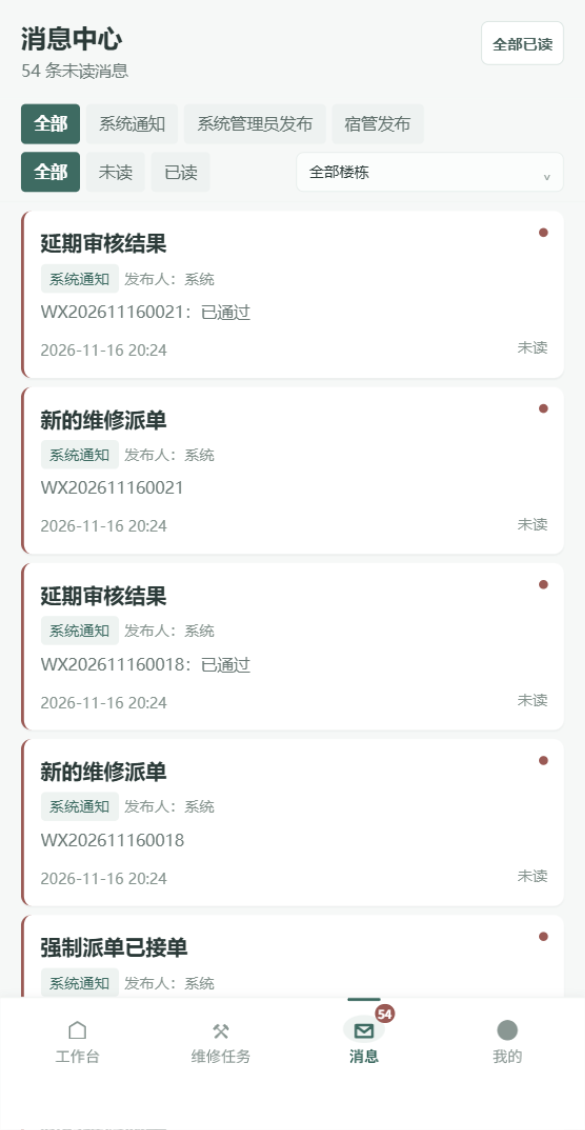 消息中心
全部已读
54 条未读消息
全部 系统通知 系统管理员发布 宿管发布
全部 未读 已读 全部楼栋
延期审核结果
系统通知 发布人：系统
WX202611160021：已通过
2026-11-16 20:24 未读
新的维修派单
系统通知 发布人：系统
WX202611160021
2026-11-16 20:24 未读
延期审核结果
系统通知 发布人：系统
WX202611160018：已通过
2026-11-16 20:24 未读
新的维修派单
系统通知 发布人：系统
WX202611160018
2026-11-16 20:24 未读
强制派单已接单
系统通知 发布人：系统
54
工作台 维修任务 消息 我的